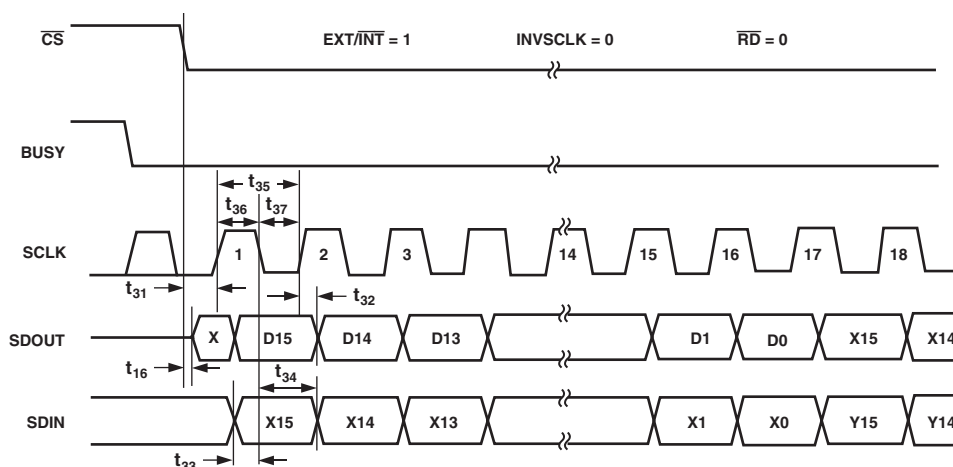 CS EXT/INT = 1 INVSCLK = 0 RD = 0
BUSY
t35
t36 t37
SCLK 1 2 3 14 15 16 17 18
t31 t32
SDOUT X D15 D14 D13 D1 D0 X15 X14
t16 t34
SDIN X15 X14 X13 X1 X0 Y15 Y14
t33